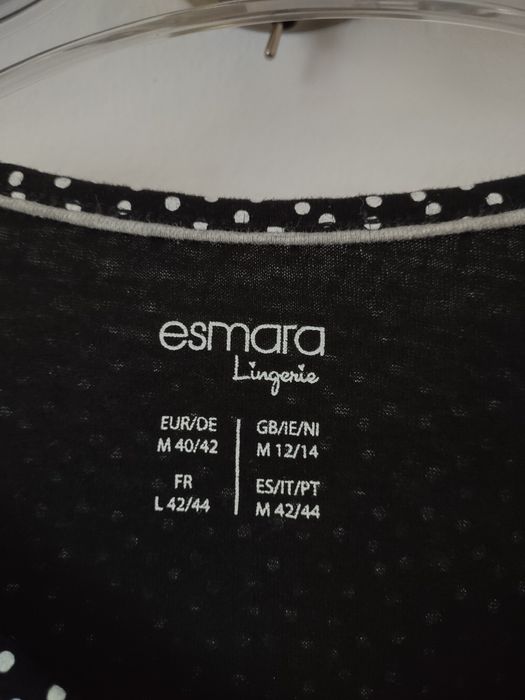 esmara
Lingerie
EUR/DE
M 40/42
GB/IE/NI
M 12/14
FR
L 42/44
ES/IT/PT
M 42/44